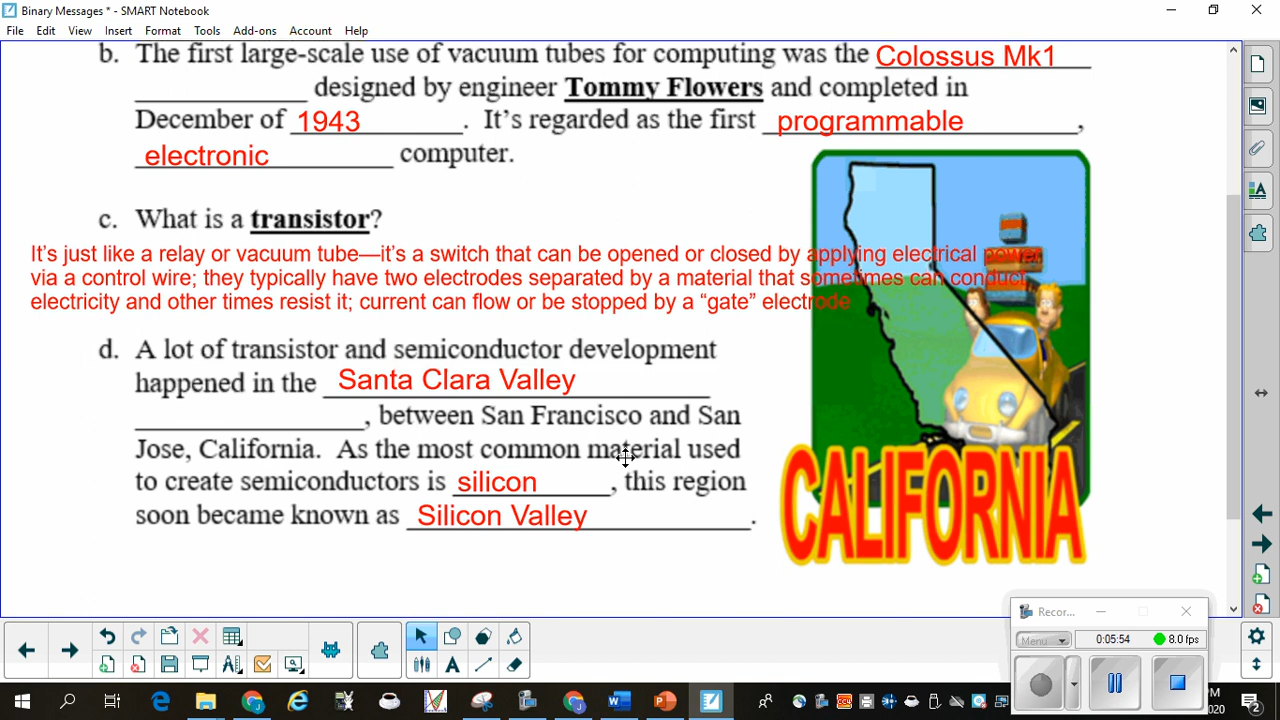 Binary Messages * - SMART Notebook
File Edit View Insert Format Tools Add-ons Account Help
b. The first large-scale use of vacuum tubes for computing was the Colossus Mk1
designed by engineer Tommy Flowers and completed in
December of 1943. It's regarded as the first programmable,
electronic computer.
c. What is a transistor?
It's just like a relay or vacuum tube—it's a switch that can be opened or closed by applying electrical power
via a control wire; they typically have two electrodes separated by a material that sometimes can conduct
electricity and other times resist it; current can flow or be stopped by a “gate” electrode
d. A lot of transistor and semiconductor development
happened in the Santa Clara Valley
, between San Francisco and San
Jose, California. As the most common material used
to create semiconductors is silicon, this region
soon became known as Silicon Valley.
CALIFORNIA
Recor...
Menu 0:05:54 8.0 fps